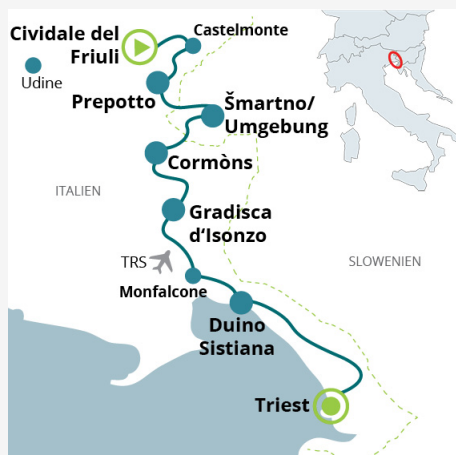 Cividale del
Friuli
Castelmonte
Udine
Prepotto
Šmartno/
Umgebung
Cormòns
ITALIEN
Gradisca
d‘Isonzo
TRS
SLOWENIEN
Monfalcone
Duino
Sistiana
Triest